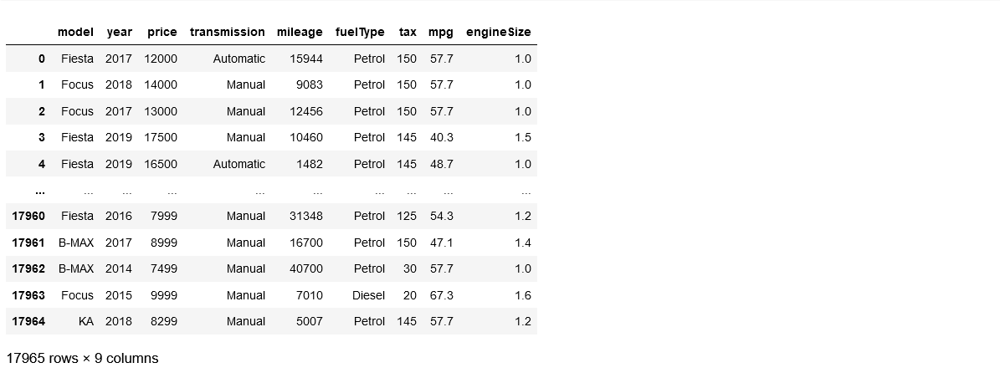 model year price transmission mileage fuelType tax mpg engineSize
0 Fiesta 2017 12000 Automatic 15944 Petrol 150 57.7 1.0
1 Focus 2018 14000 Manual 9083 Petrol 150 57.7 1.0
2 Focus 2017 13000 Manual 12456 Petrol 150 57.7 1.0
3 Fiesta 2019 17500 Manual 10460 Petrol 145 40.3 1.5
4 Fiesta 2019 16500 Automatic 1482 Petrol 145 48.7 1.0
... ... ... ... ... ... ... ... ... ...
17960 Fiesta 2016 7999 Manual 31348 Petrol 125 54.3 1.2
17961 B-MAX 2017 8999 Manual 16700 Petrol 150 47.1 1.4
17962 B-MAX 2014 7499 Manual 40700 Petrol 30 57.7 1.0
17963 Focus 2015 9999 Manual 7010 Diesel 20 67.3 1.6
17964 KA 2018 8299 Manual 5007 Petrol 145 57.7 1.2
17965 rows × 9 columns